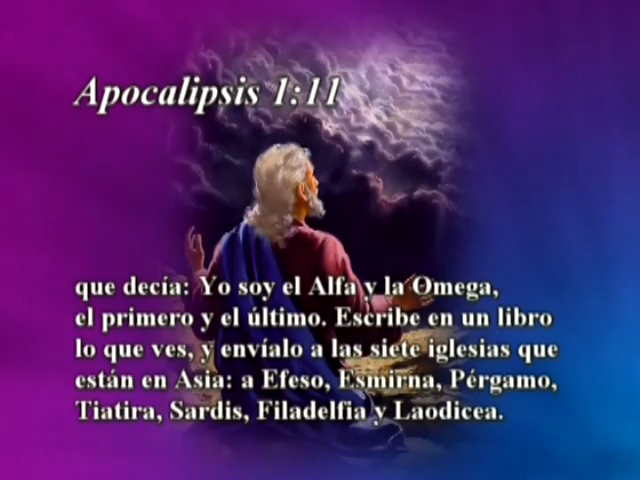 Apocalipsis 1:11
que decía: Yo soy el Alfa y la Omega,
el primero y el último. Escribe en un libro
lo que ves, y envíalo a las siete iglesias que
están en Asia: a Efeso, Esmirna, Pérgamo,
Tiatira, Sardis, Filadelfia y Laodicea.